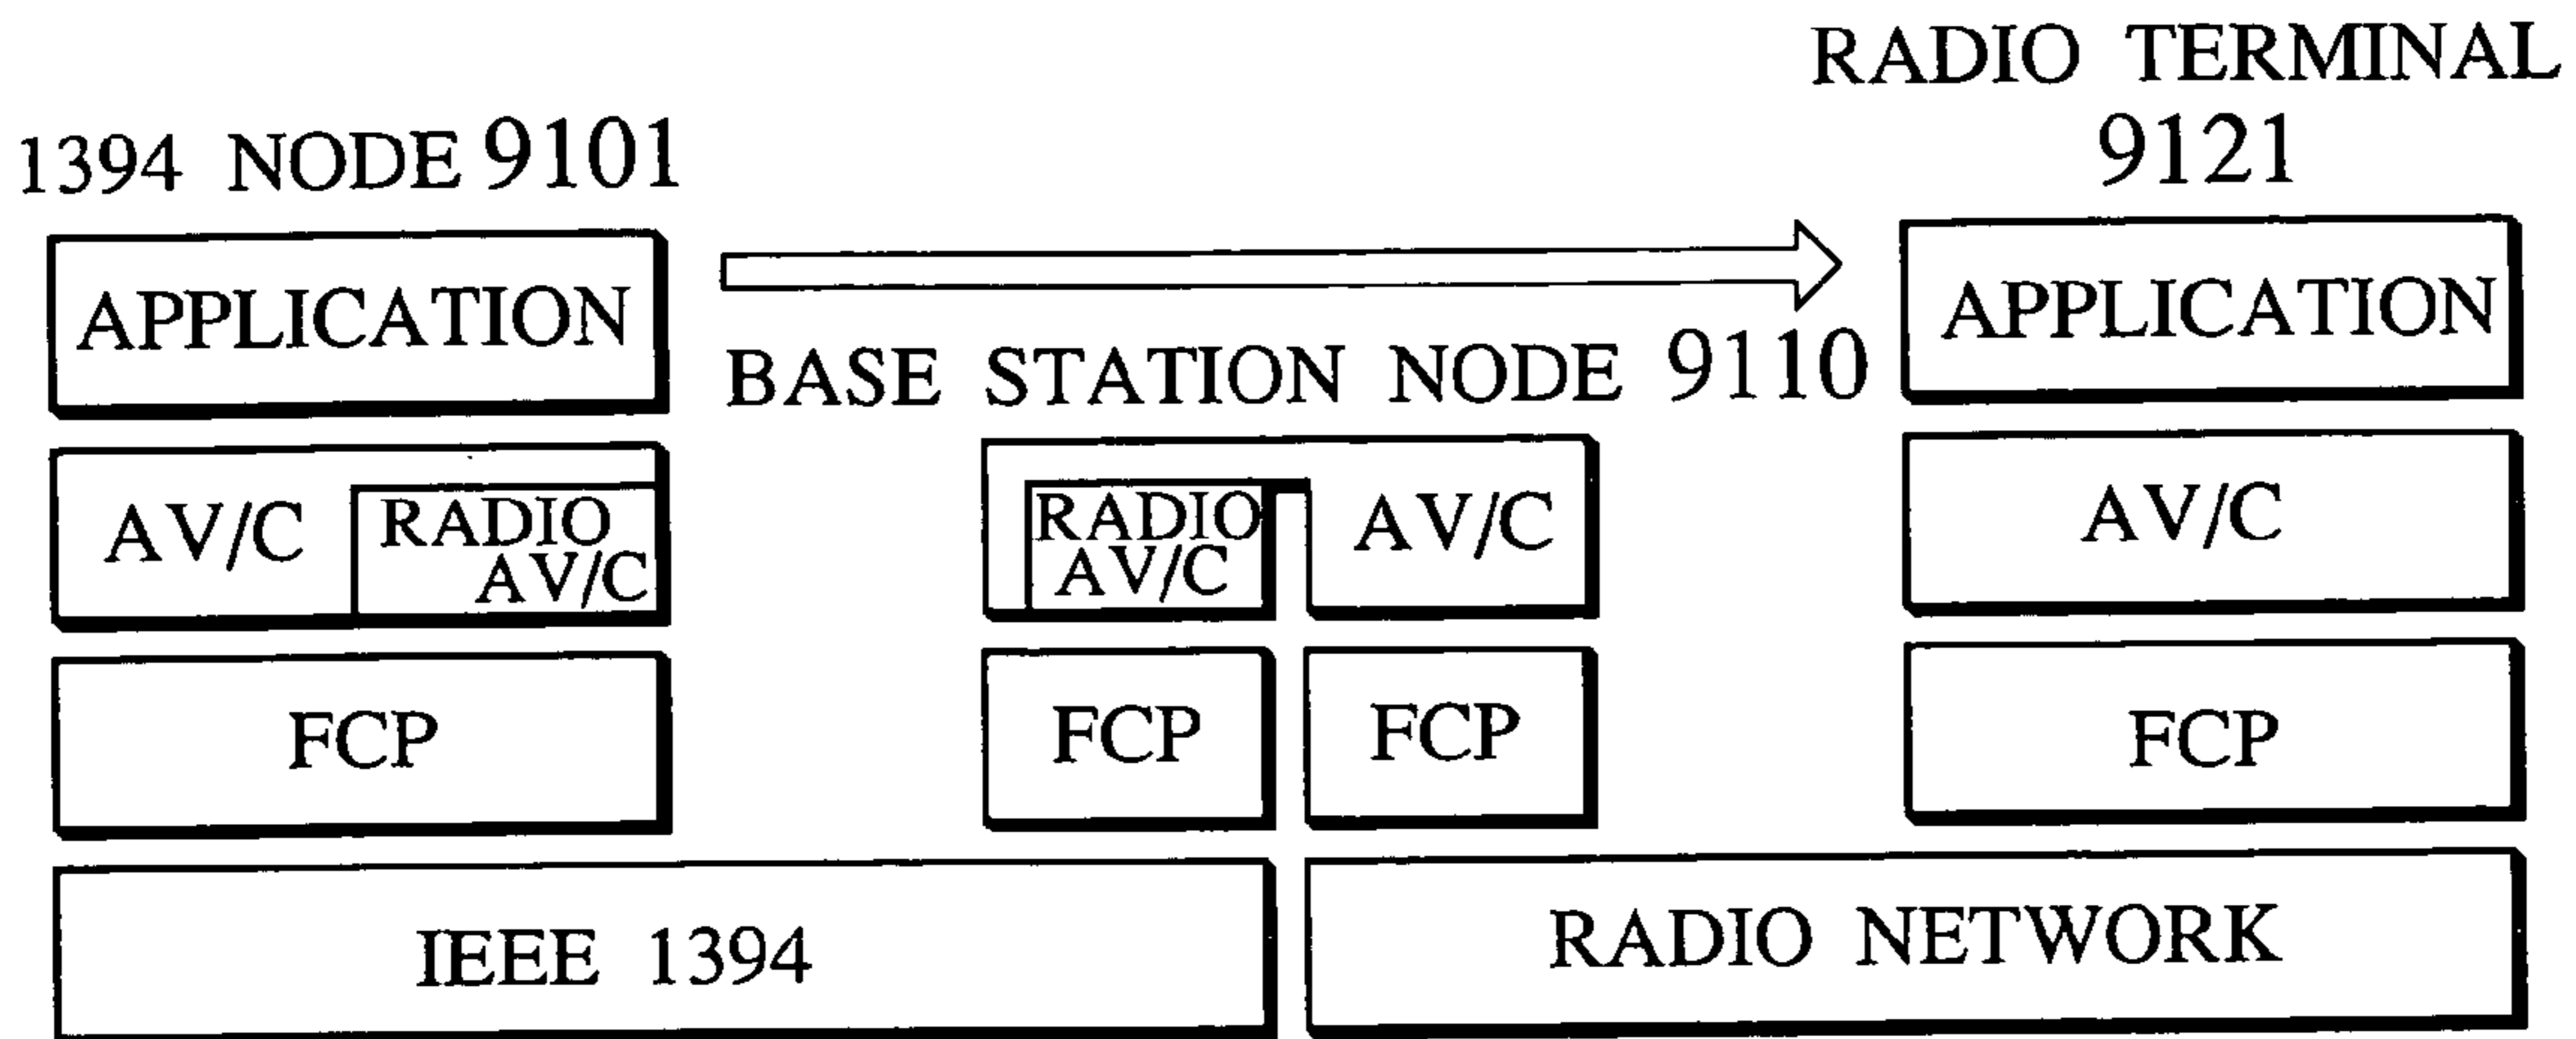 RADIO TERMINAL
9121
1394 NODE 9101
APPLICATION
APPLICATION
BASE STATION NODE 9110
AV/C
RADIO
AV/C
RADIO
AV/C
AV/C
AV/C
FCP
FCP
FCP
FCP
IEEE 1394
RADIO NETWORK